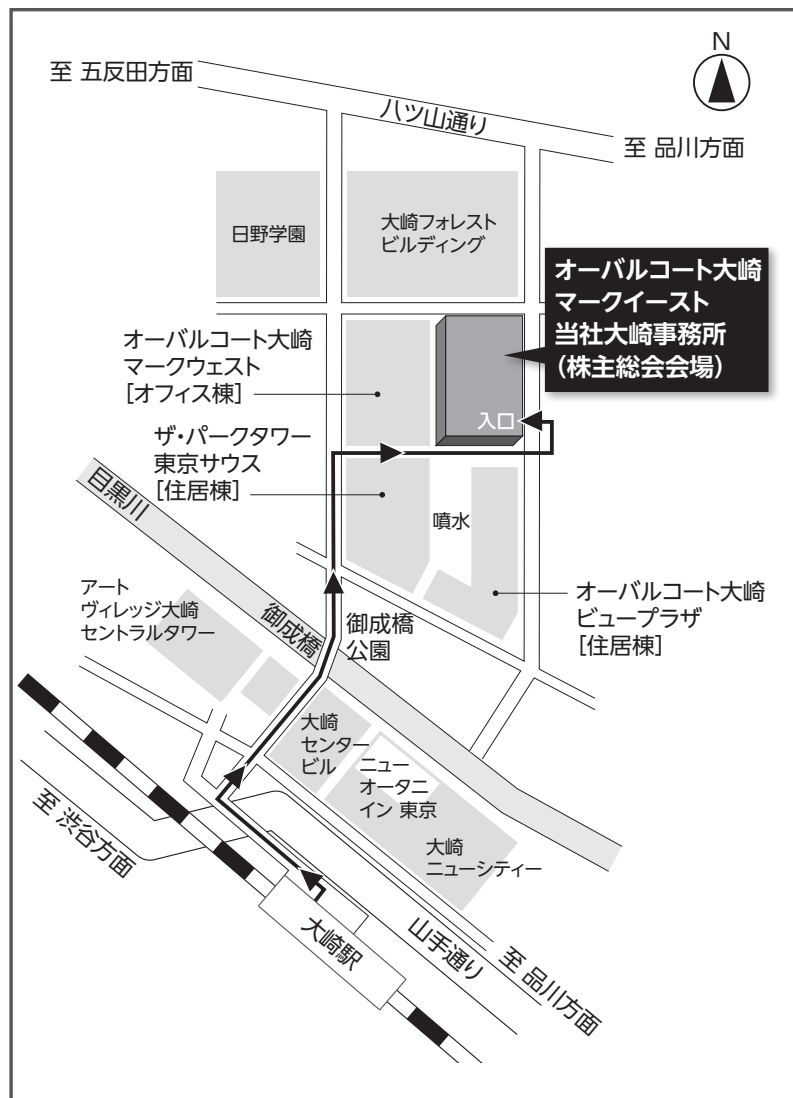 N
至 五反田方面
八ツ山通り
至 品川方面
日野学園
大崎フォレスト
ビルディング
オーバルコート大崎
マークイースト
当社大崎事務所
（株主総会会場）
オーバルコート大崎
マークウェスト
［オフィス棟］
入口
ザ・パークタワー
東京サウス
［住居棟］
目黒川
噴水
アート
ヴィレッジ大崎
セントラルタワー
御成橋
御成橋
公園
オーバルコート大崎
ビュープラザ
［住居棟］
大崎
センター
ビル
ニュー
オータニ
イン 東京
大崎
ニューシティー
至 渋谷方面
大崎駅
山手通り
至 品川方面